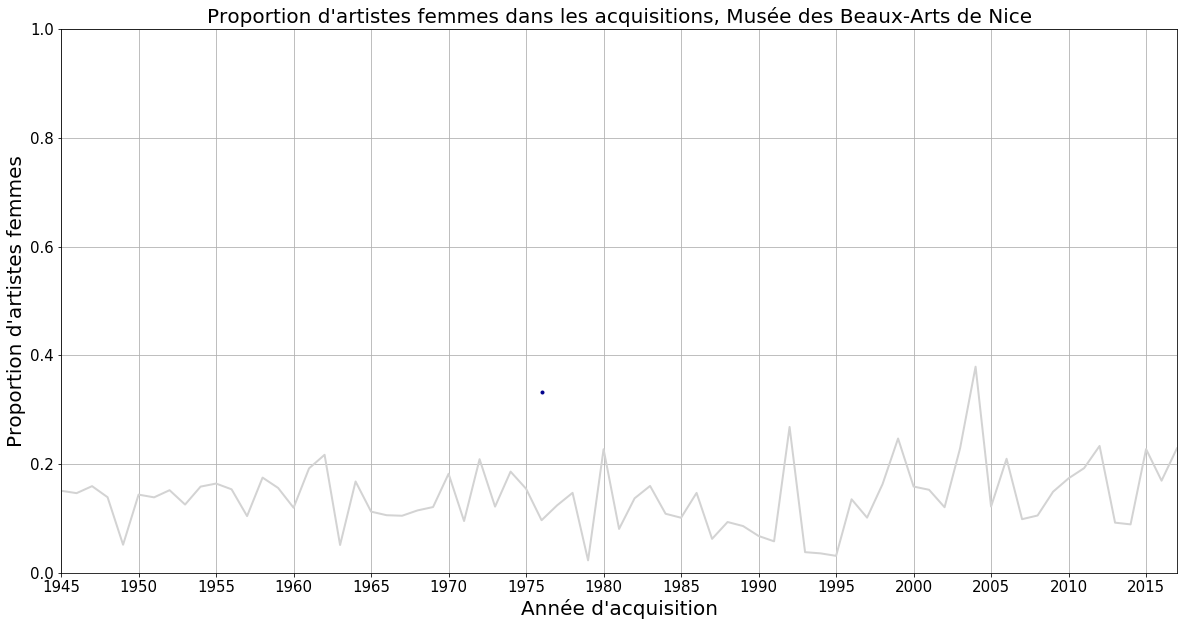 Proportion d'artistes femmes dans les acquisitions, Musée des Beaux-Arts de Nice
Proportion d'artistes femmes
1.0
0.8
0.6
0.4
0.2
0.0
1945 1950 1955 1960 1965 1970 1975 1980 1985 1990 1995 2000 2005 2010 2015
Année d'acquisition